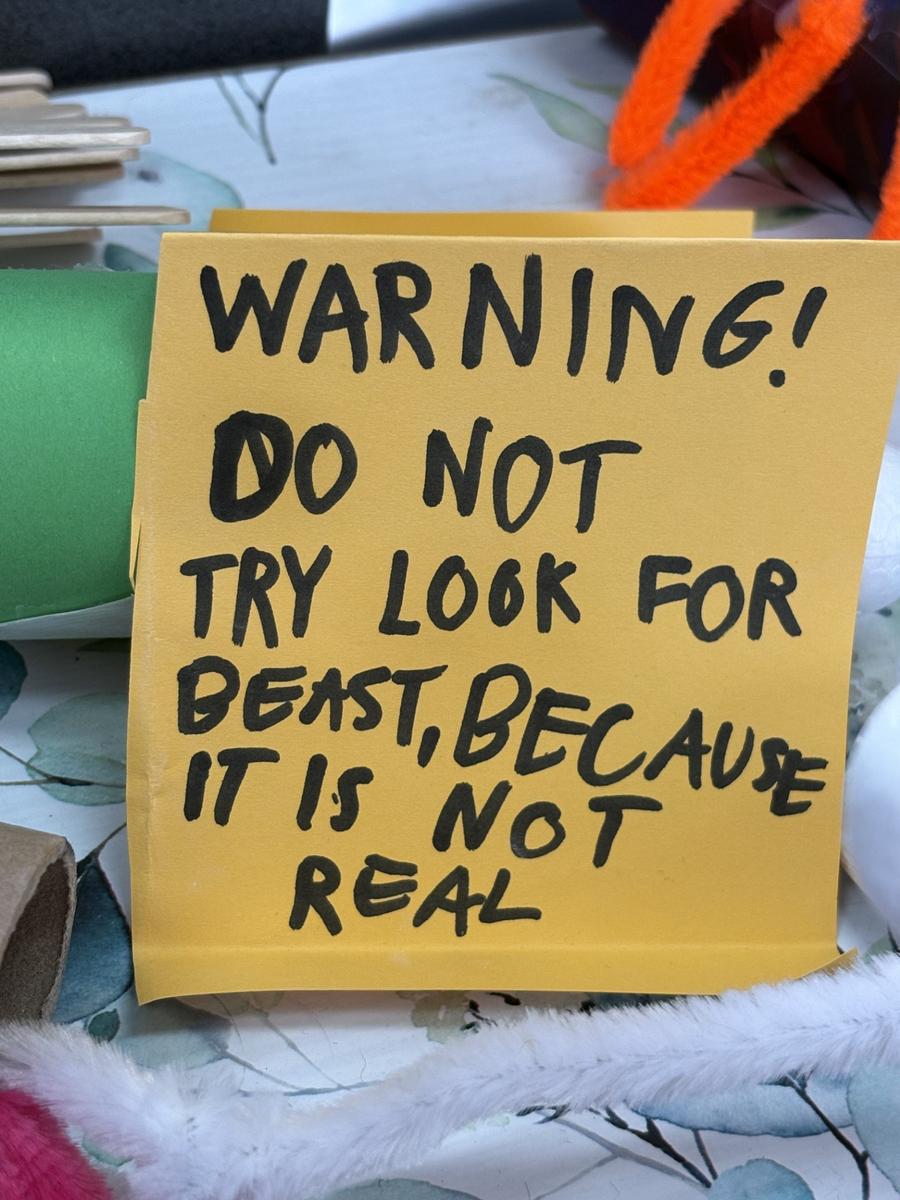 WARNING!
DO NOT
TRY LOOK FOR
BEAST, BECAUSE
IT IS NOT
REAL